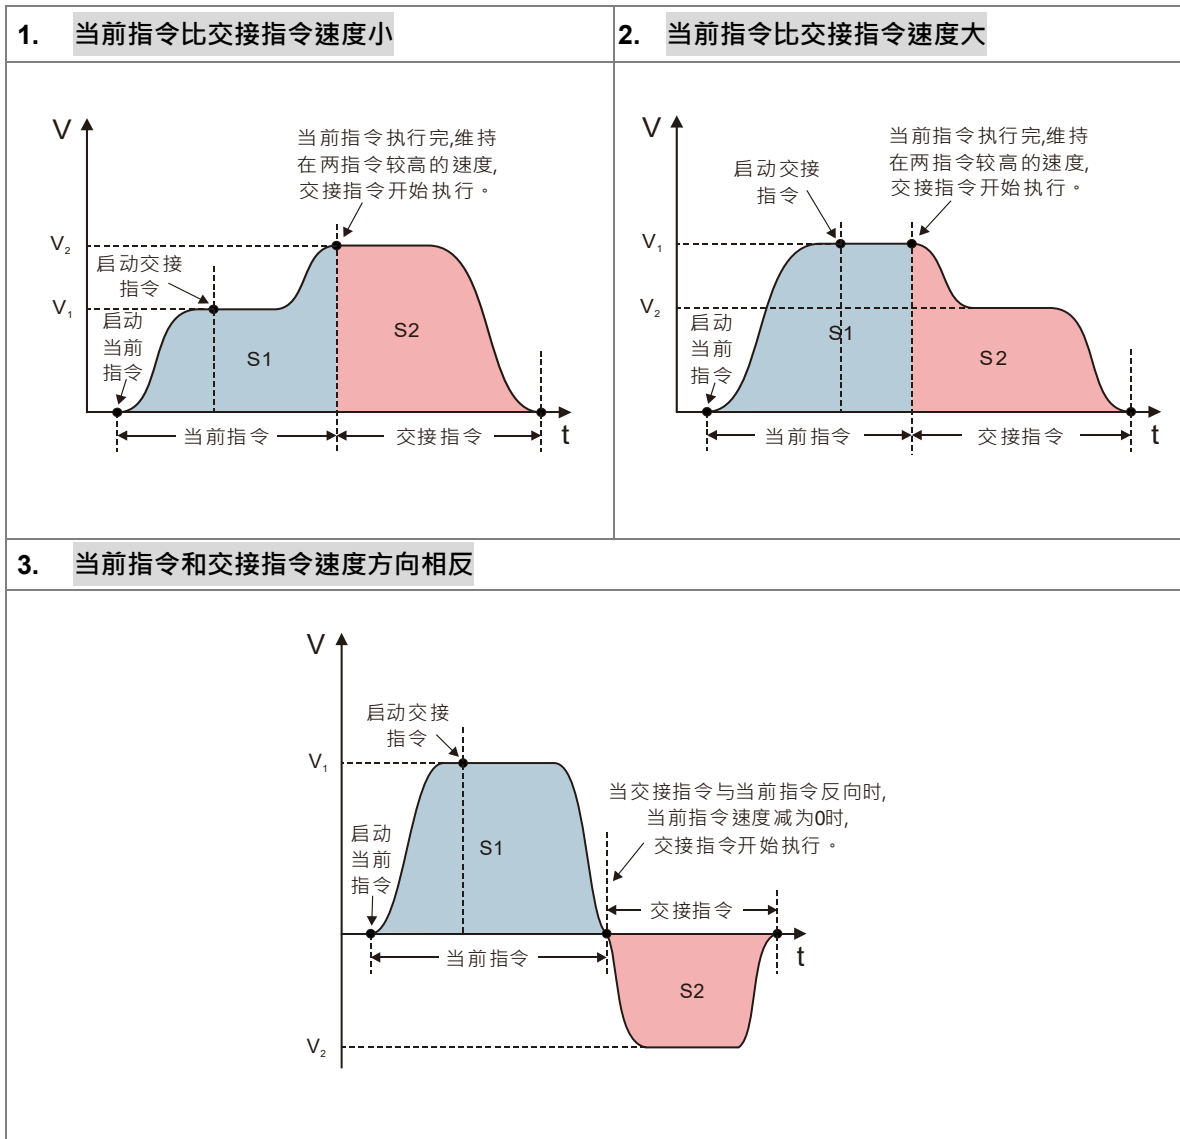 1. 当前指令比交接指令速度小
2. 当前指令比交接指令速度大
V
当前指令执行完,维持
在两指令较高的速度,
交接指令开始执行。
V₂
启动交接
指令
V₁
启动
当前
指令
S1
S2
当前指令
交接指令
t
V
启动交接
指令
当前指令执行完,维持
在两指令较高的速度,
交接指令开始执行。
V₁
V₂
启动
当前
指令
S1
S2
当前指令
交接指令
t
3. 当前指令和交接指令速度方向相反
V
启动交接
指令
V₁
当交接指令与当前指令反向时,
当前指令速度减为0时,
交接指令开始执行。
启动
当前
指令
S1
交接指令
当前指令
t
S2
V₂